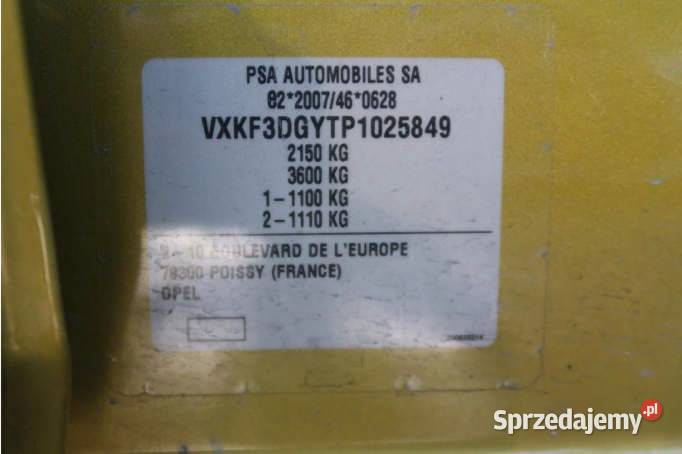 PSA AUTOMOBILES SA
e2*2007/46*0628
VXKF3DGYTP1025849
2150 KG
3600 KG
1-1100 KG
2-1110 KG
2-10 BOULEVARD DE L'EUROPE
78300 POISSY (FRANCE)
OPEL
Sprzedajemy.pl